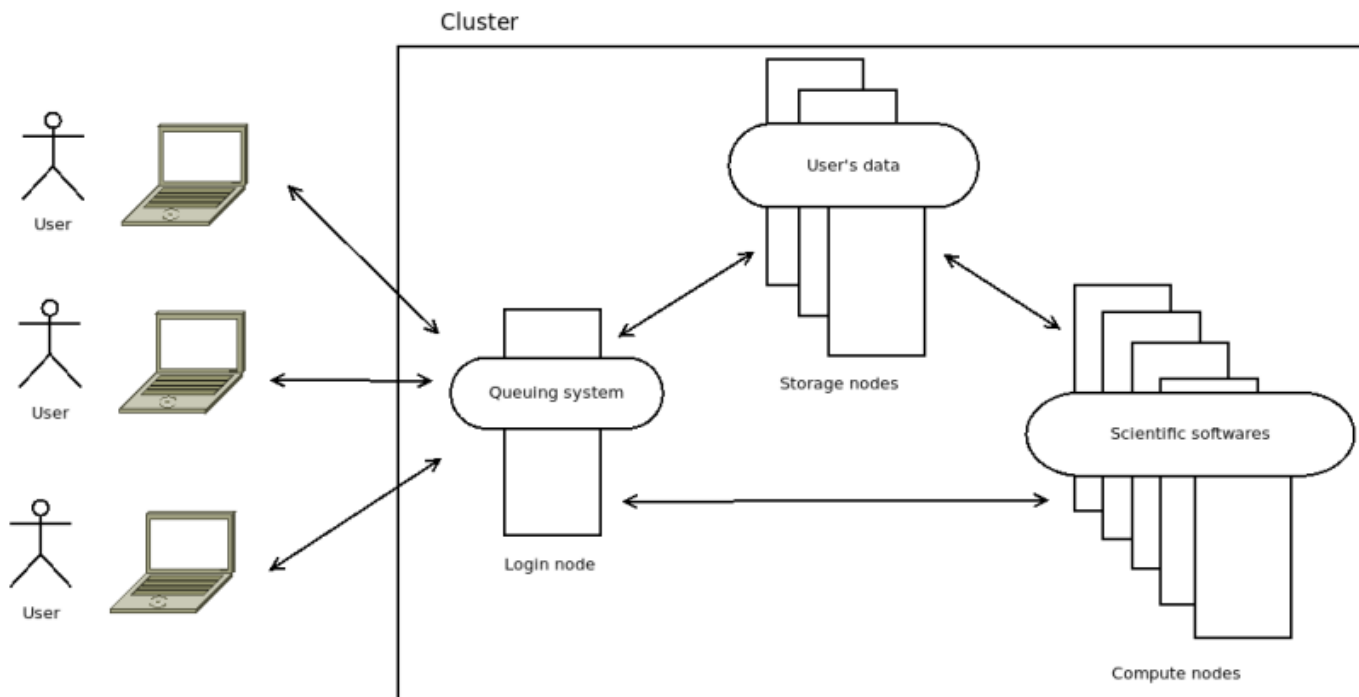 Cluster
User
User's data
User
Queuing system
Storage nodes
Scientific softwares
Login node
User
Compute nodes